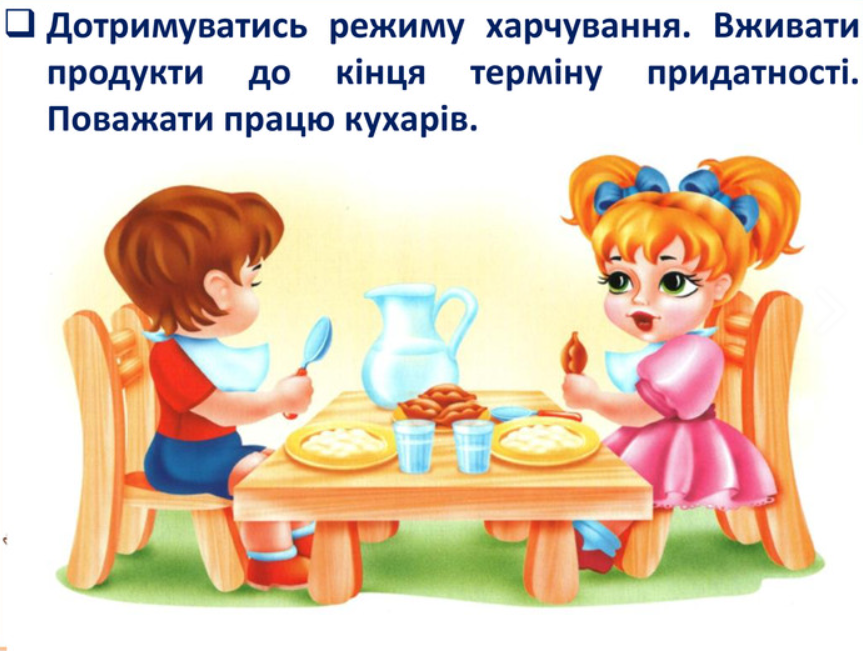 Дотримуватись режиму харчування. Вживати
продукти до кінця терміну придатності.
Поважати працю кухарів.